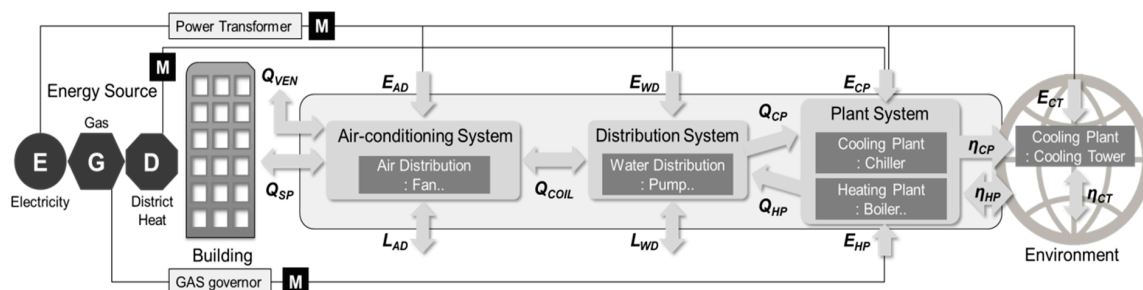 Power Transformer
M
M
Energy Source
Gas
E
G
D
Electricity
District
Heat
Building
GAS governor
M
Q_VEN
Q_SP
E_AD
Air-conditioning System
Air Distribution
: Fan..
L_AD
Q_COIL
E_WD
Distribution System
Water Distribution
: Pump..
L_WD
Q_CP
Q_HP
E_CP
Plant System
Cooling Plant
: Chiller
Heating Plant
: Boiler..
E_HP
η_CP
η_HP
E_CT
Cooling Plant
: Cooling Tower
η_CT
Environment